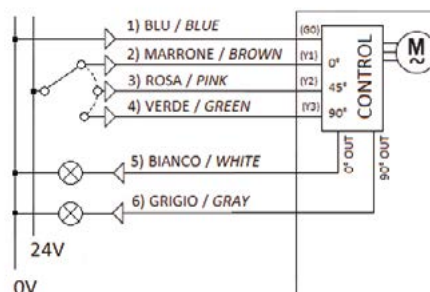 1) BLU / BLUE
(G0)
2) MARRONE / BROWN
(Y1)
0°
3) ROSA / PINK
(Y2)
45°
4) VERDE / GREEN
(Y3)
90°
CONTROL
M
~
5) BIANCO / WHITE
0° OUT
90° OUT
6) GRIGIO / GRAY
24V
0V